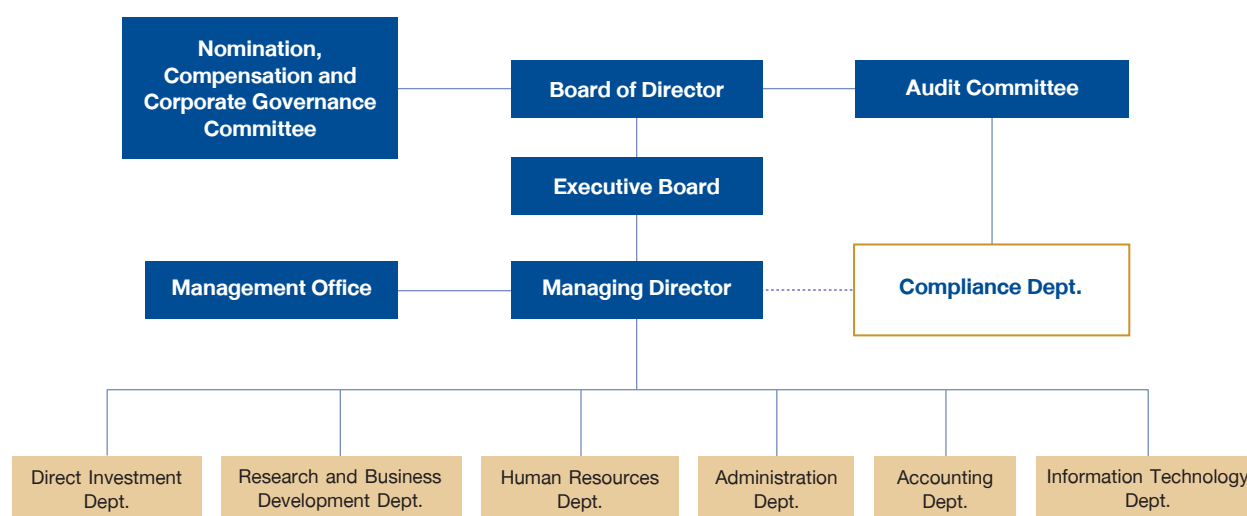 Nomination,
Compensation and
Corporate Governance
Committee
Board of Director
Audit Committee
Executive Board
Management Office
Managing Director
Compliance Dept.
Direct Investment
Dept.
Research and Business
Development Dept.
Human Resources
Dept.
Administration
Dept.
Accounting
Dept.
Information Technology
Dept.